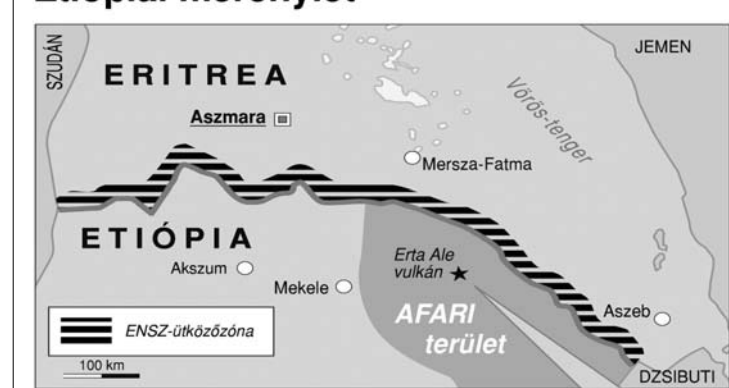 Etiópiai merénylet
SZUDÁN
ERITREA
JEMEN
Aszmara
Vörös-tenger
Mersza-Fatma
ETIÓPIA
Akszum
Erta Ale
vulkán
Mekele
AFARI
terület
Aszeb
ENSZ-ütközőzóna
100 km
DZSIBUTI